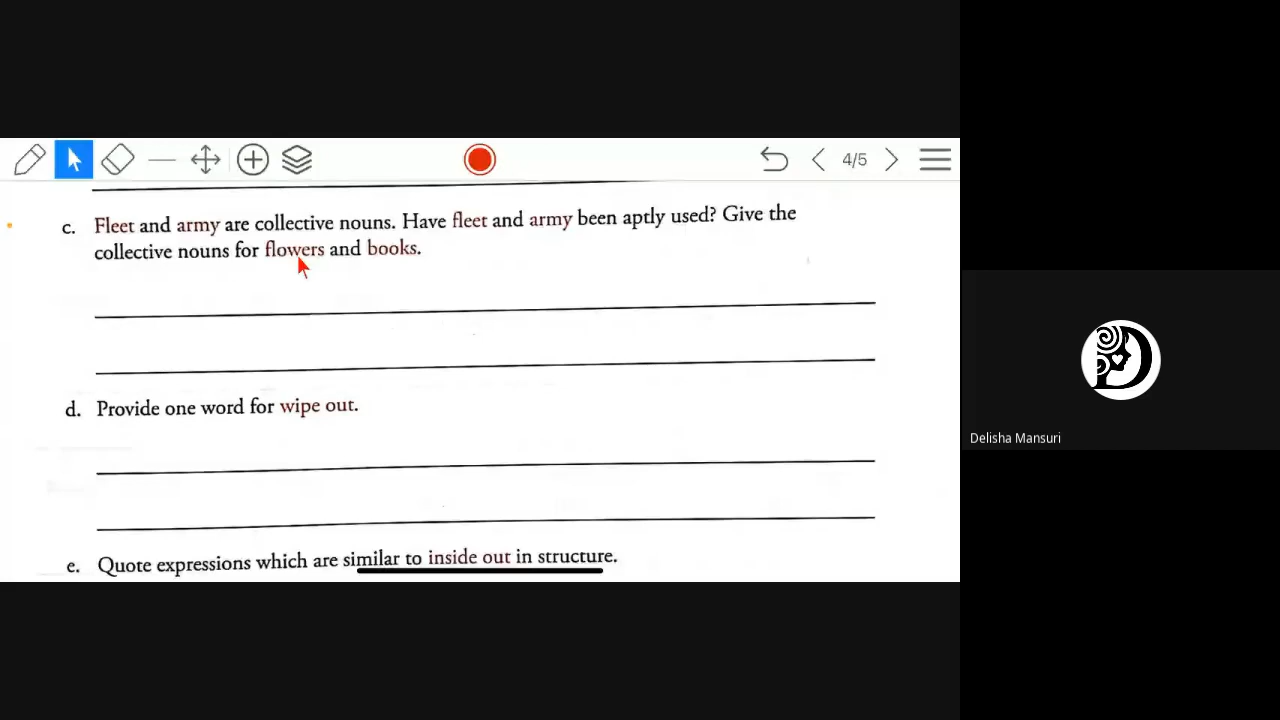 4/5
c. Fleet and army are collective nouns. Have fleet and army been aptly used? Give the
collective nouns for flowers and books.
d. Provide one word for wipe out.
e. Quote expressions which are similar to inside out in structure.
Delisha Mansuri